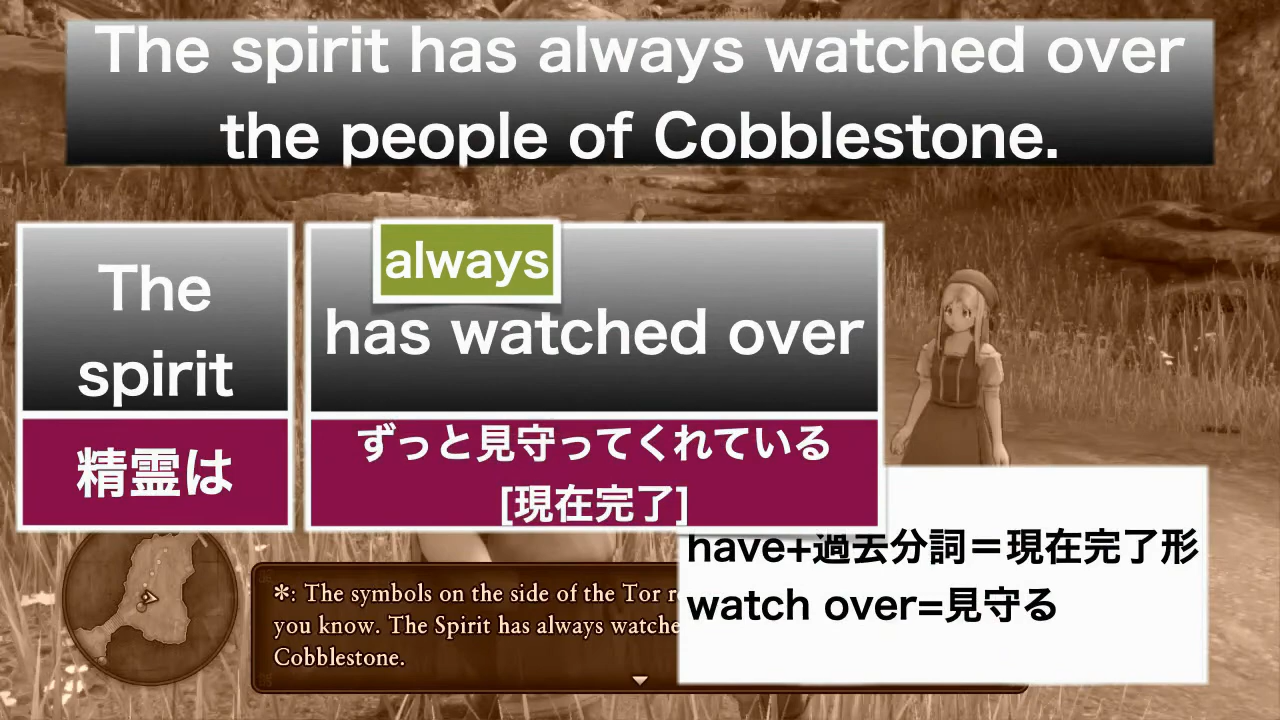 The spirit has always watched over
the people of Cobblestone.
always
The
spirit
has watched over
精霊は
ずっと見守ってくれている
[現在完了]
have+過去分詞＝現在完了形
watch over=見守る
✻: The symbols on the side of the Tor
you know. The Spirit has always
Cobblestone.